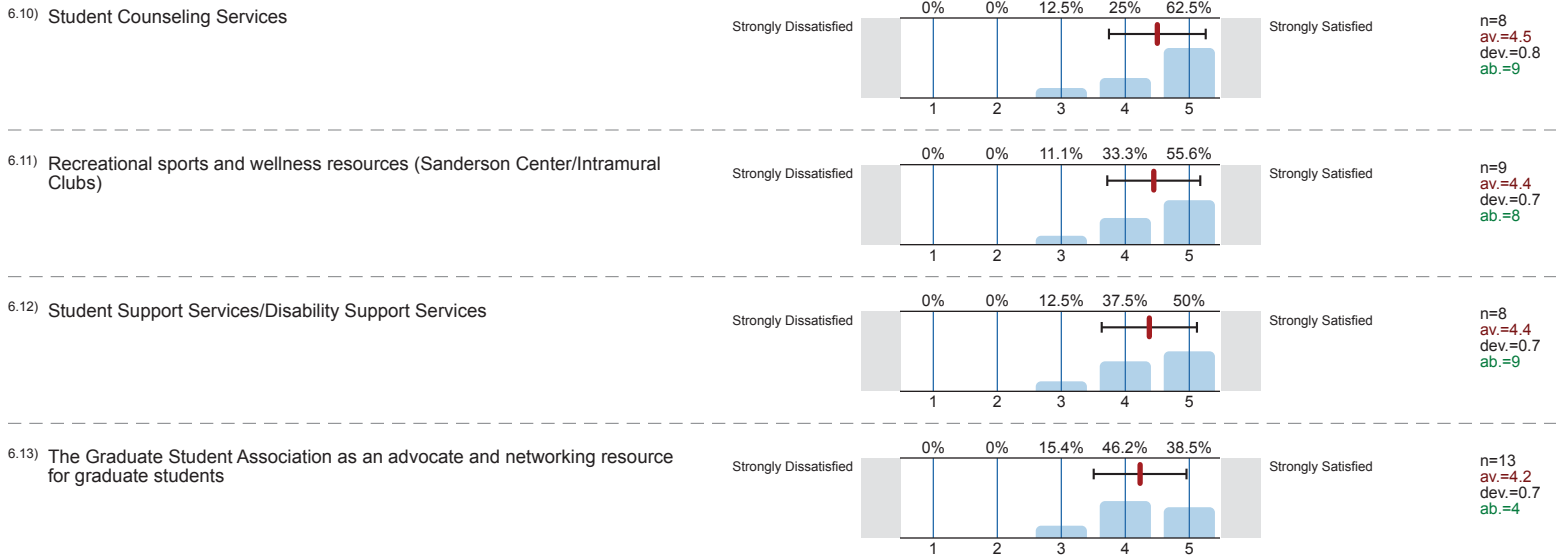 6.10) Student Counseling Services
0% 0% 12.5% 25% 62.5%
Strongly Dissatisfied
Strongly Satisfied
1 2 3 4 5
n=8
av.=4.5
dev.=0.8
ab.=9
6.11) Recreational sports and wellness resources (Sanderson Center/Intramural
Clubs)
0% 0% 11.1% 33.3% 55.6%
Strongly Dissatisfied
Strongly Satisfied
1 2 3 4 5
n=9
av.=4.4
dev.=0.7
ab.=8
6.12) Student Support Services/Disability Support Services
0% 0% 12.5% 37.5% 50%
Strongly Dissatisfied
Strongly Satisfied
1 2 3 4 5
n=8
av.=4.4
dev.=0.7
ab.=9
6.13) The Graduate Student Association as an advocate and networking resource
for graduate students
0% 0% 15.4% 46.2% 38.5%
Strongly Dissatisfied
Strongly Satisfied
1 2 3 4 5
n=13
av.=4.2
dev.=0.7
ab.=4